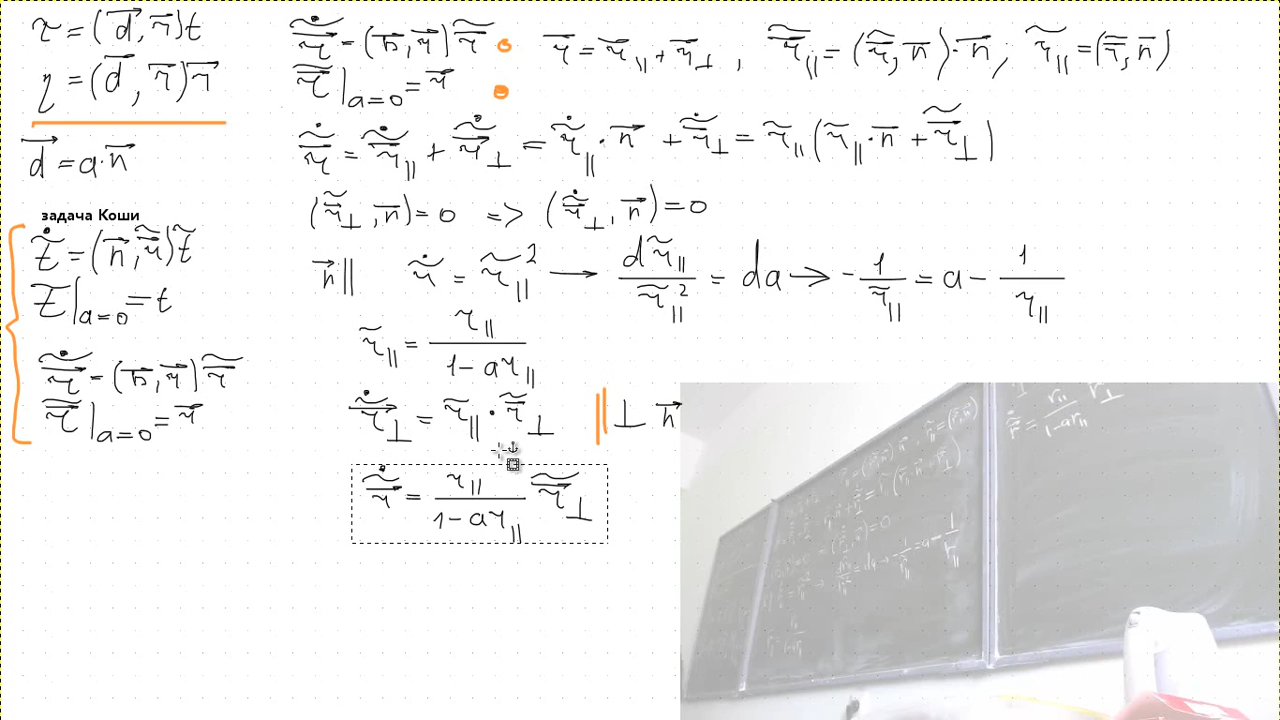 τ = (d⃗, r⃗)t
η = (d⃗, r⃗)r⃗
d⃗ = a·n⃗
задача Коши
t̃̇ = (n⃗, r̃⃗)t̃
t̃|a=0 = t
r̃⃗̇ = (n⃗, r⃗)r̃⃗
r̃⃗|a=0 = r⃗
r̃⃗̇ = (n⃗, r⃗)r̃⃗
r̃⃗|a=0 = r⃗
r⃗ = r⃗|| + r⃗⊥ , r̃⃗|| = (r̃⃗, n⃗)·n⃗, r̃|| = (r̃⃗, n⃗)
r̃⃗̇ = r̃⃗̇|| + r̃⃗̇⊥ = r̃̇||·n⃗ + r̃⃗̇⊥ = r̃||(r̃||·n⃗ + r̃⃗⊥)
(r̃⊥, n⃗) = 0 => (r̃̇⊥, n⃗) = 0
n⃗|| r̃̇ = r̃||² → dr̃||/r̃||² = da → -1/r̃|| = a - 1/r||
r̃|| = r||/(1-ar||)
r̃⃗̇⊥ = r̃||·r̃⃗⊥ || ⊥ n⃗
r̃⃗̇ = r||/(1-ar||) r̃⃗⊥